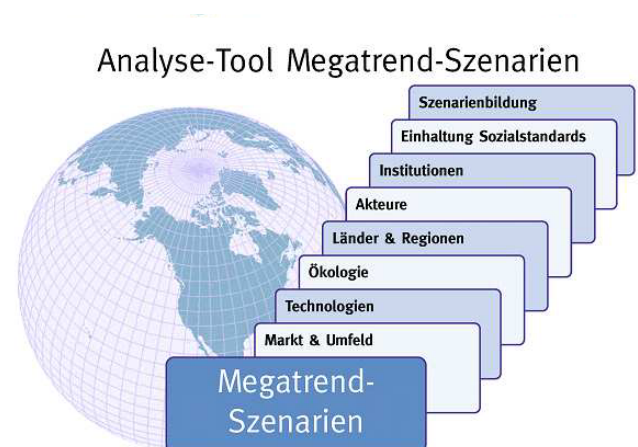 Analyse-Tool Megatrend-Szenarien
Szenarienbildung
Einhaltung Sozialstandards
Institutionen
Akteure
Länder & Regionen
Ökologie
Technologien
Markt & Umfeld
Megatrend-
Szenarien